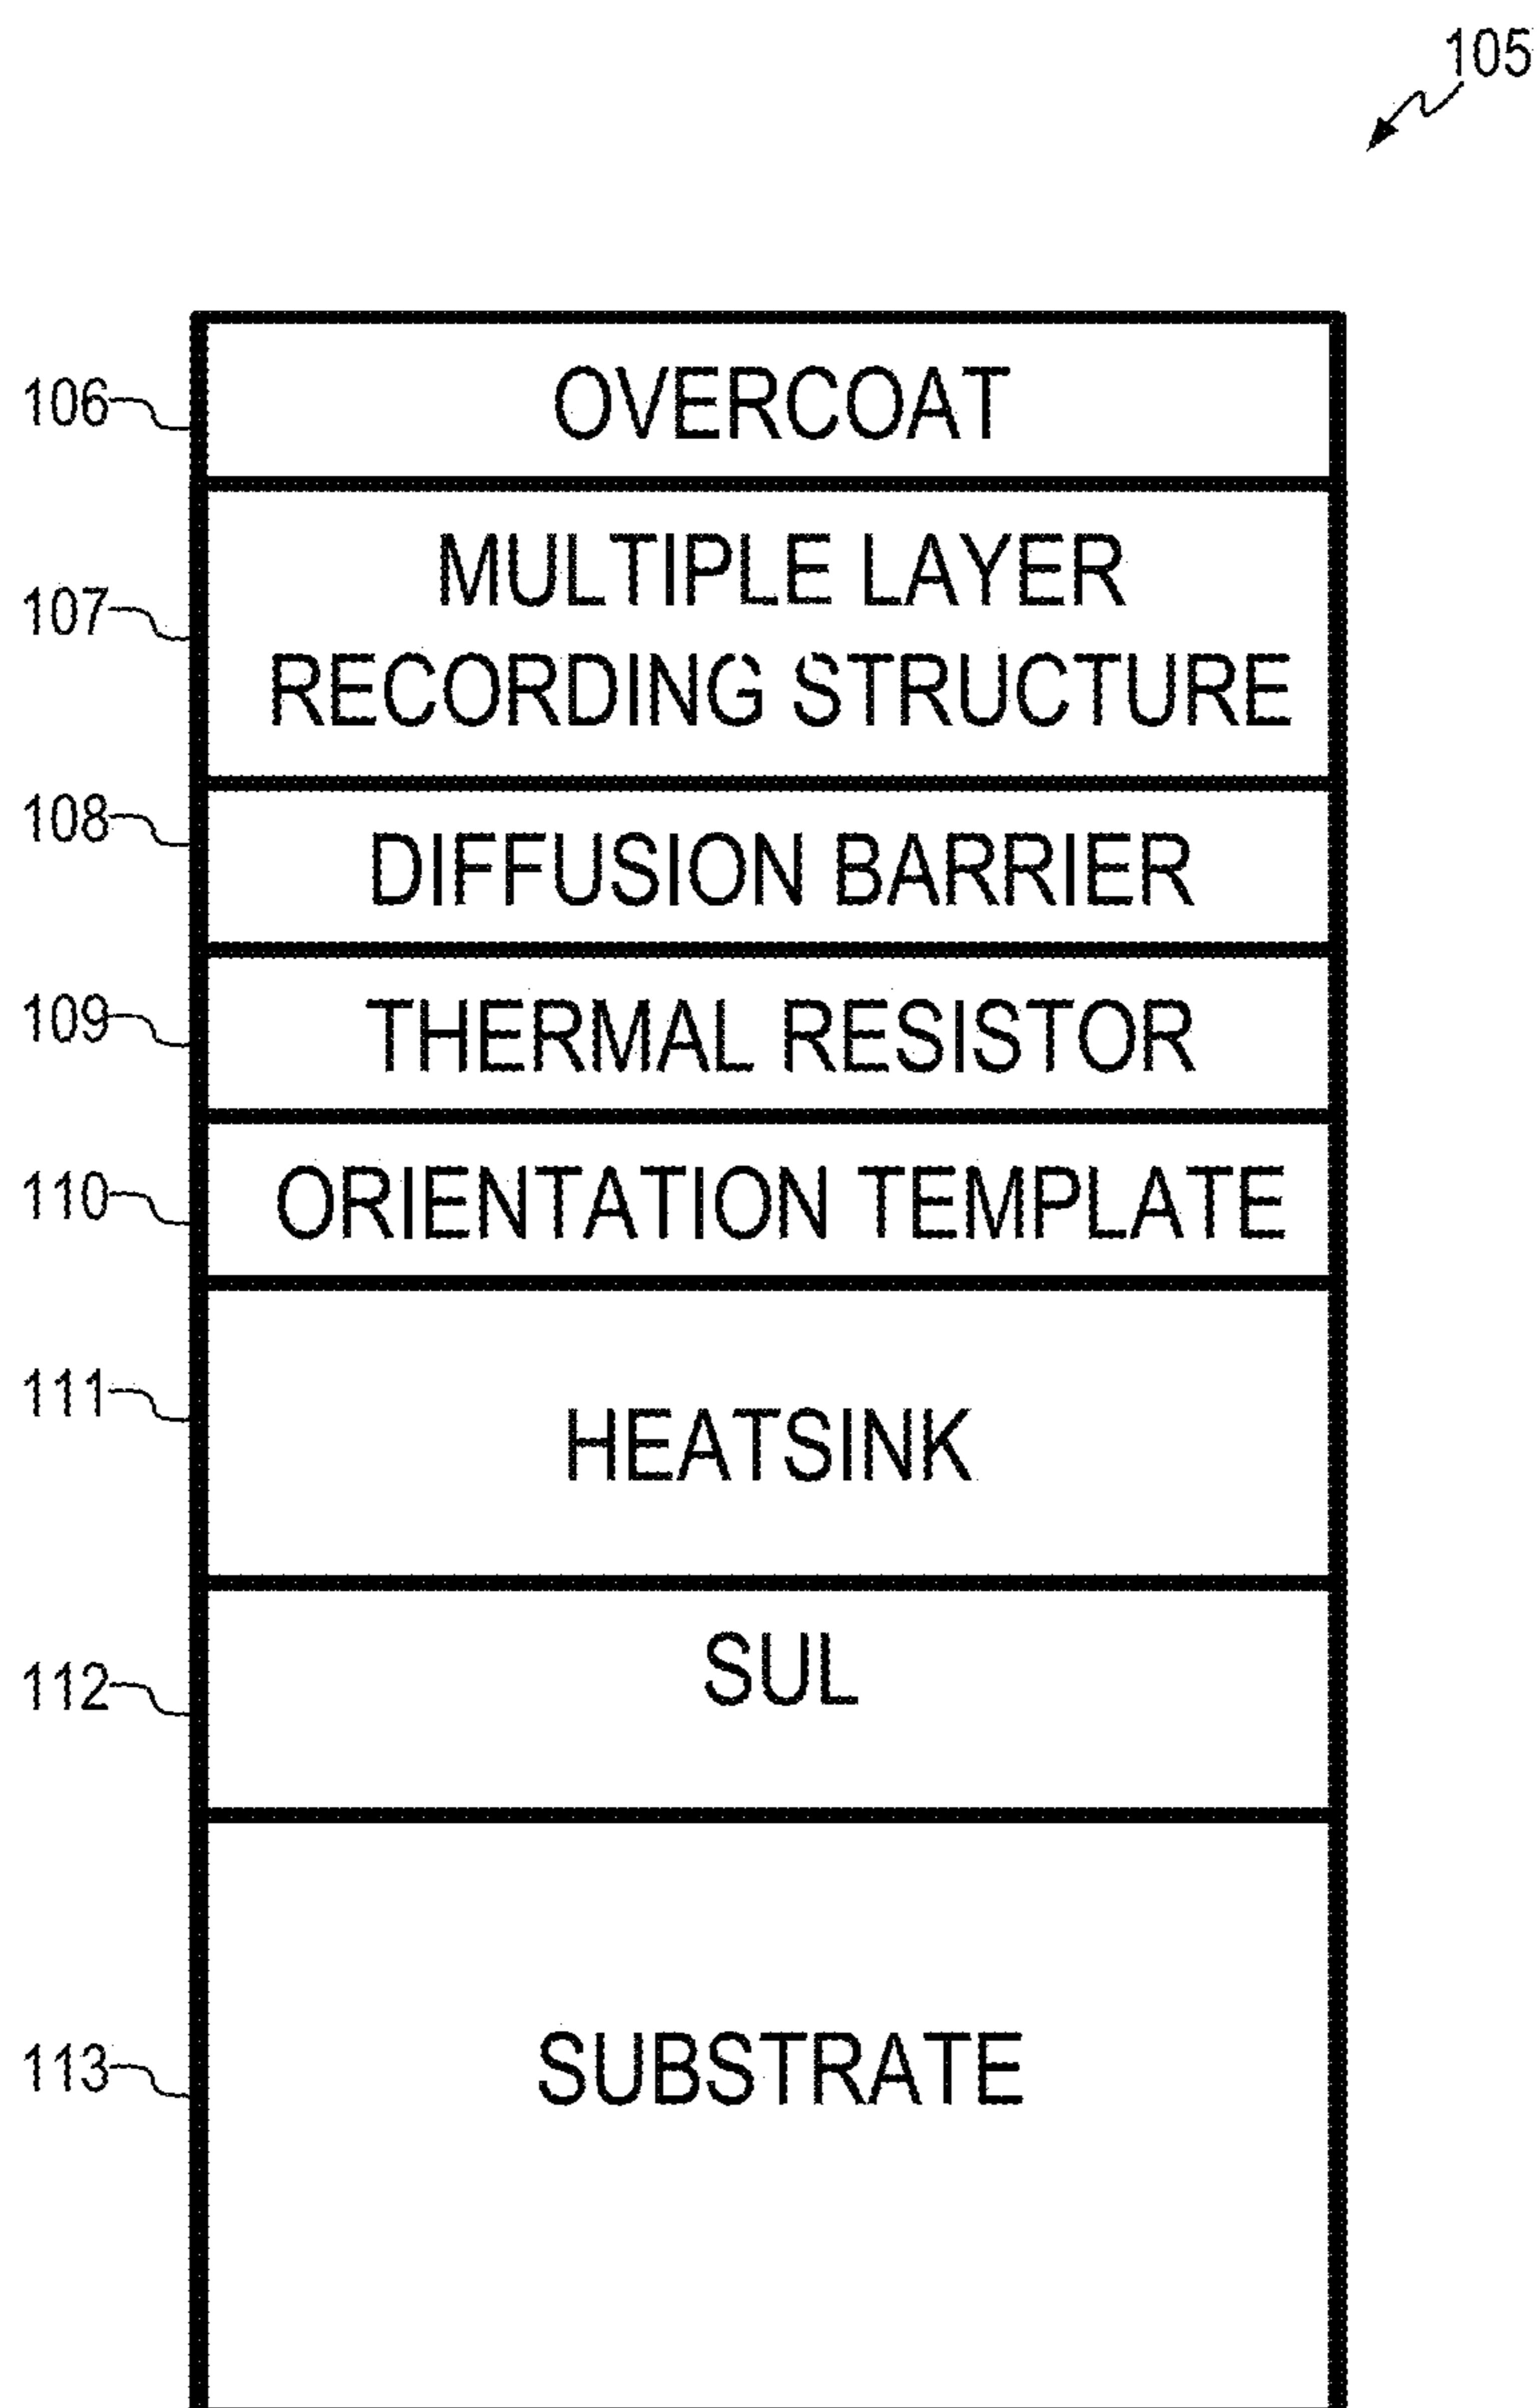 105
106
OVERCOAT
107
MULTIPLE LAYER
RECORDING STRUCTURE
108
DIFFUSION BARRIER
109
THERMAL RESISTOR
110
ORIENTATION TEMPLATE
111
HEATSINK
112
SUL
113
SUBSTRATE